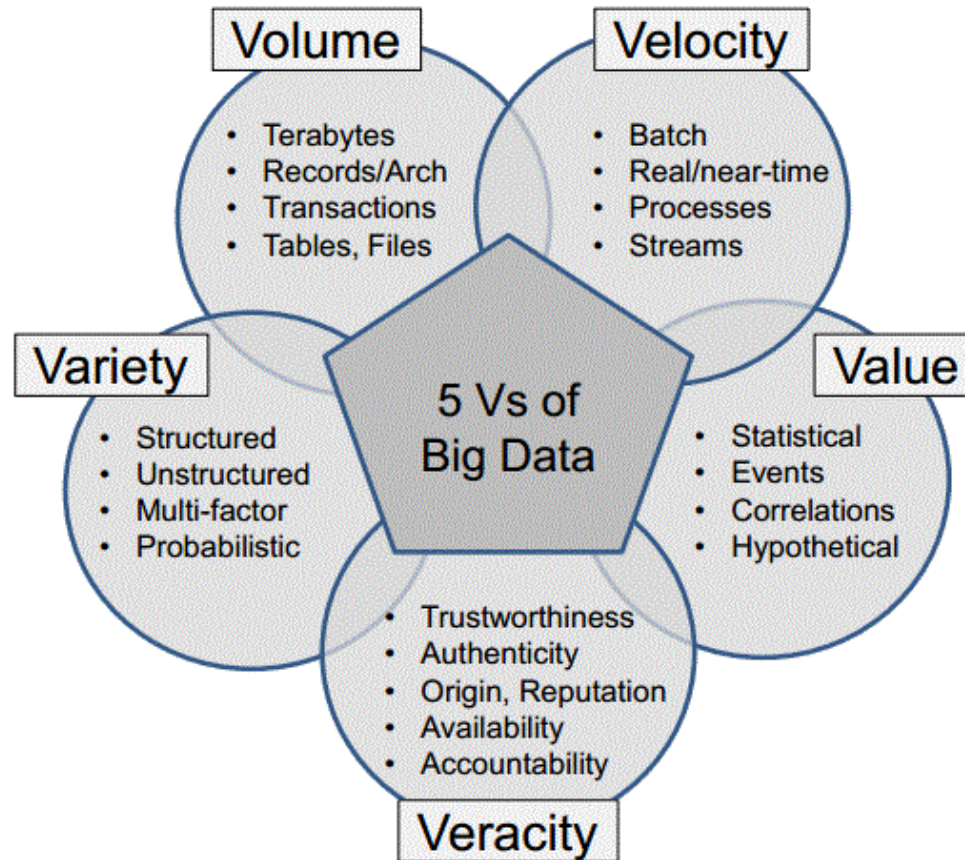 Volume
• Terabytes
• Records/Arch
• Transactions
• Tables, Files
Velocity
• Batch
• Real/near-time
• Processes
• Streams
Variety
• Structured
• Unstructured
• Multi-factor
• Probabilistic
5 Vs of
Big Data
Value
• Statistical
• Events
• Correlations
• Hypothetical
• Trustworthiness
• Authenticity
• Origin, Reputation
• Availability
• Accountability
Veracity